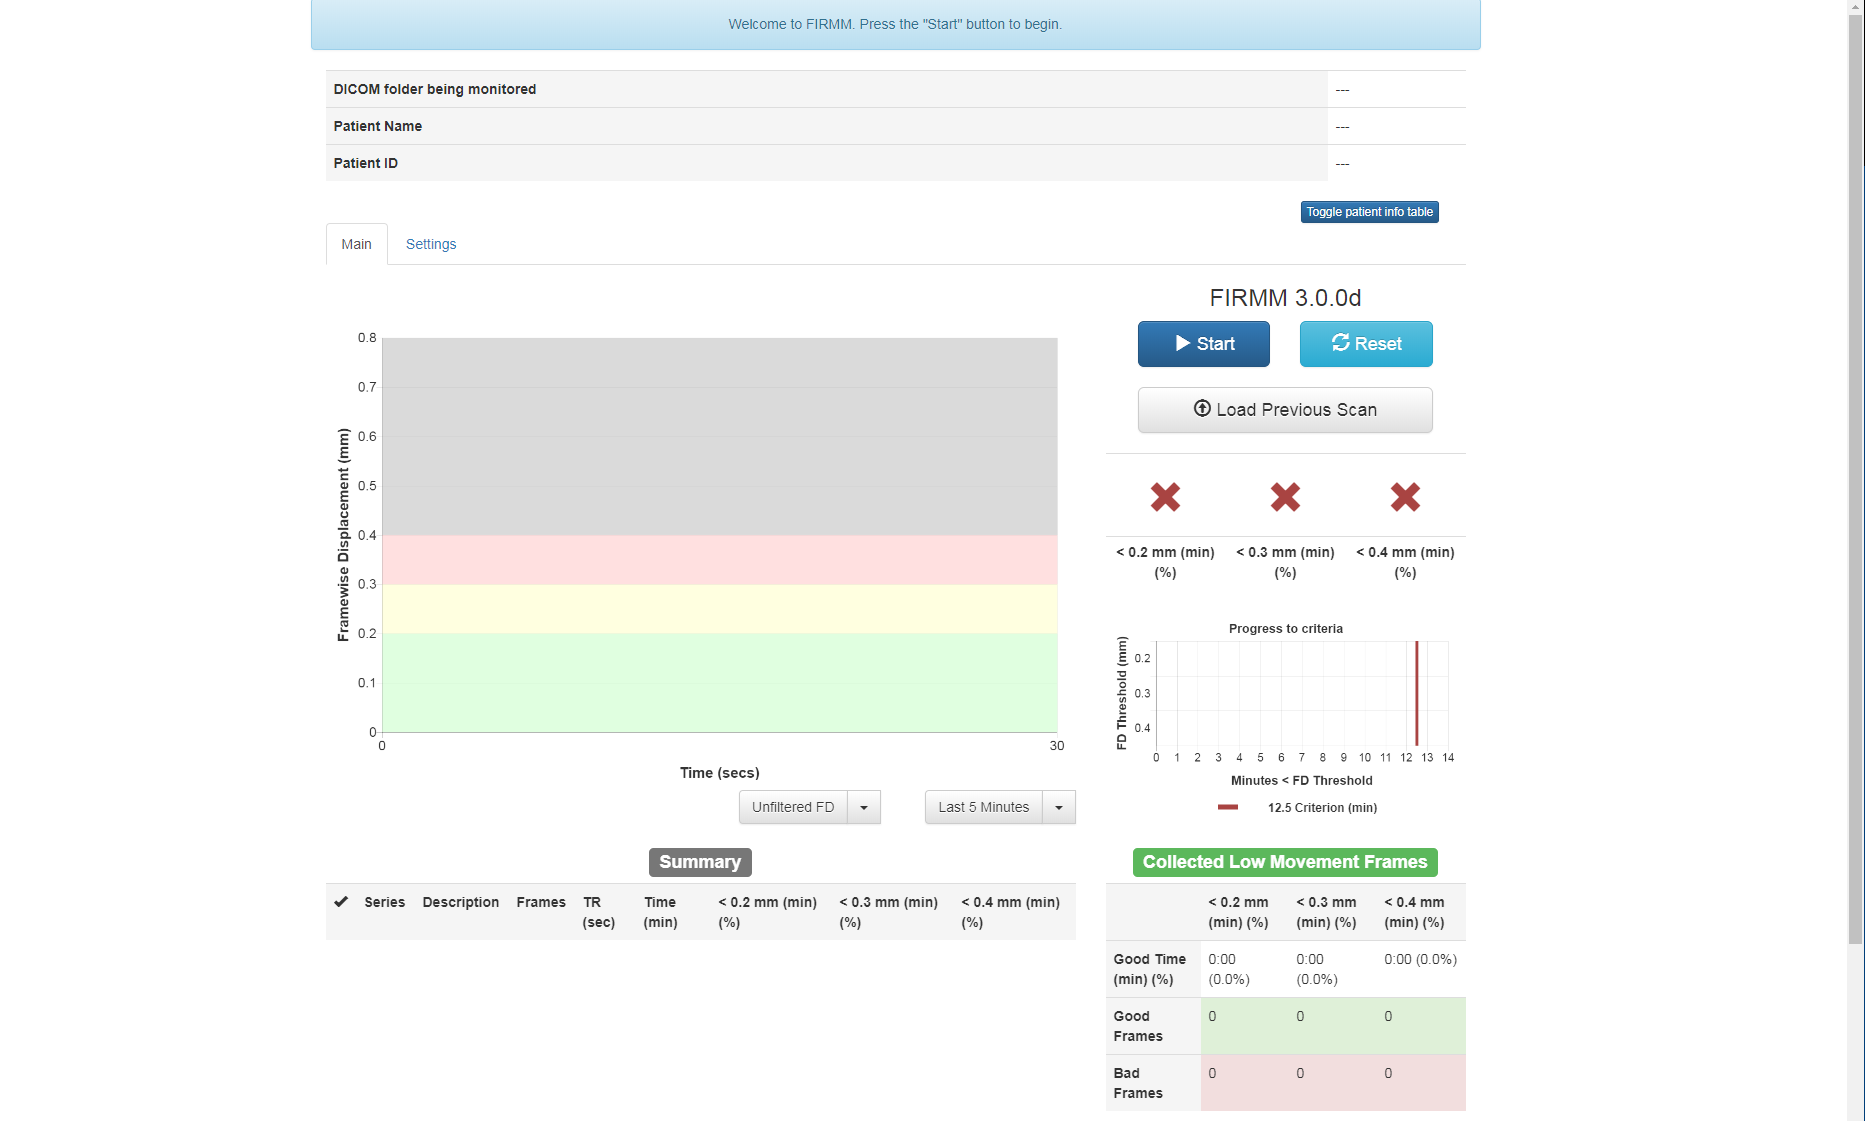 Welcome to FIRMM. Press the "Start" button to begin.
DICOM folder being monitored ---
Patient Name ---
Patient ID ---
Toggle patient info table
Main Settings
FIRMM 3.0.0d
Start Reset
Load Previous Scan
0.8
0.7
0.6
0.5
0.4
0.3
0.2
0.1
0
Framewise Displacement (mm)
0 30
Time (secs)
Unfiltered FD Last 5 Minutes
< 0.2 mm (min) < 0.3 mm (min) < 0.4 mm (min)
(%) (%) (%)
Progress to criteria
FD Threshold (mm)
0.2
0.3
0.4
0 1 2 3 4 5 6 7 8 9 10 11 12 13 14
Minutes < FD Threshold
12.5 Criterion (min)
Summary
Series Description Frames TR Time < 0.2 mm (min) < 0.3 mm (min) < 0.4 mm (min)
(sec) (min) (%) (%) (%)
Collected Low Movement Frames
< 0.2 mm < 0.3 mm < 0.4 mm
(min) (%) (min) (%) (min) (%)
Good Time 0:00 0:00 0:00 (0.0%)
(min) (%) (0.0%) (0.0%)
Good 0 0 0
Frames
Bad 0 0 0
Frames